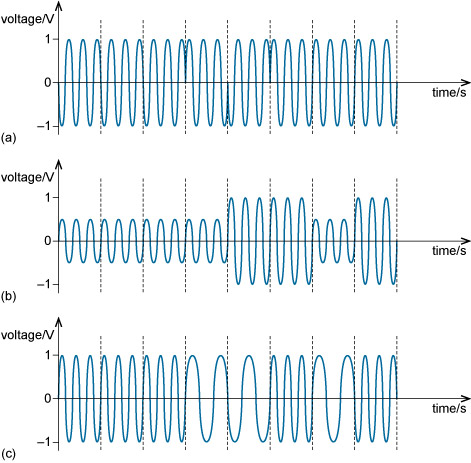 voltage/V
1
0
time/s
–1
(a)
voltage/V
1
0
time/s
–1
(b)
voltage/V
1
0
time/s
–1
(c)